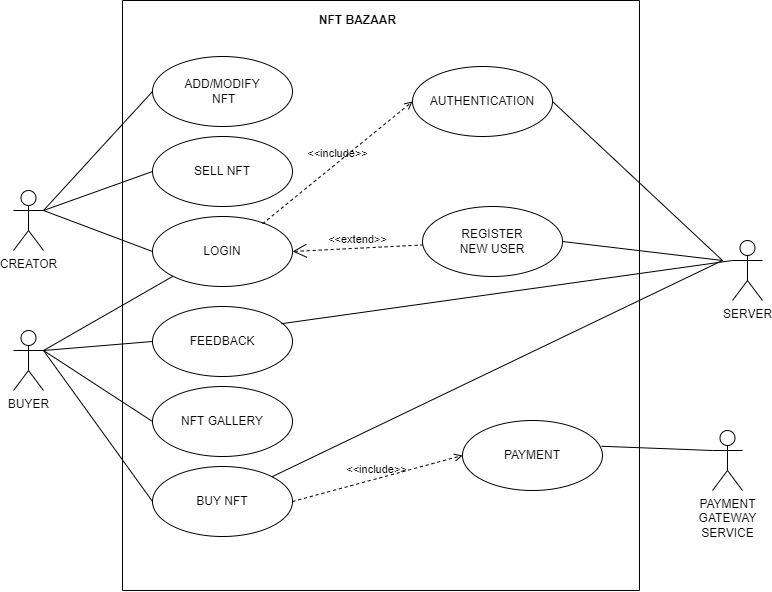 NFT BAZAAR
ADD/MODIFY
NFT
AUTHENTICATION
<<include>>
SELL NFT
CREATOR
LOGIN
<<extend>>
REGISTER
NEW USER
SERVER
FEEDBACK
BUYER
NFT GALLERY
PAYMENT
<<include>>
BUY NFT
PAYMENT
GATEWAY
SERVICE